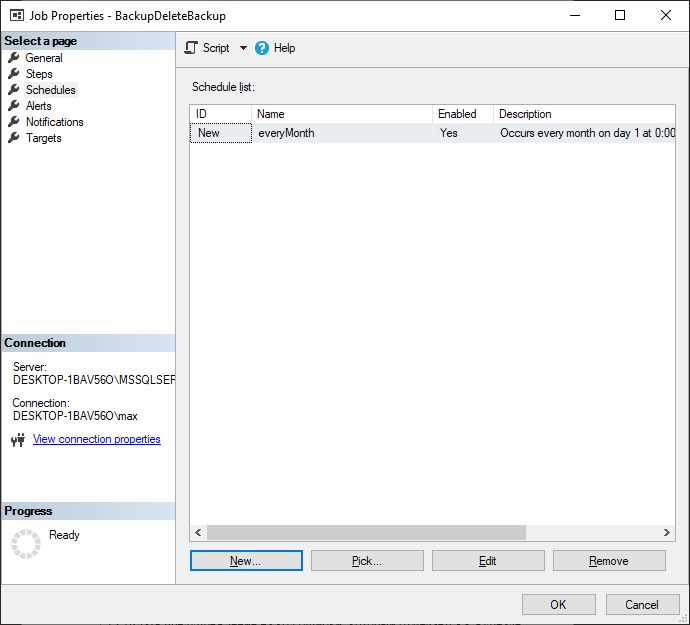 Job Properties - BackupDeleteBackup
Select a page
General
Steps
Schedules
Alerts
Notifications
Targets
Script
Help
Schedule list:
ID Name Enabled Description
New everyMonth Yes Occurs every month on day 1 at 0:00
Connection
Server:
DESKTOP-1BAV56O\MSSQLSER
Connection:
DESKTOP-1BAV56O\max
View connection properties
Progress
Ready
New... Pick... Edit Remove
OK Cancel